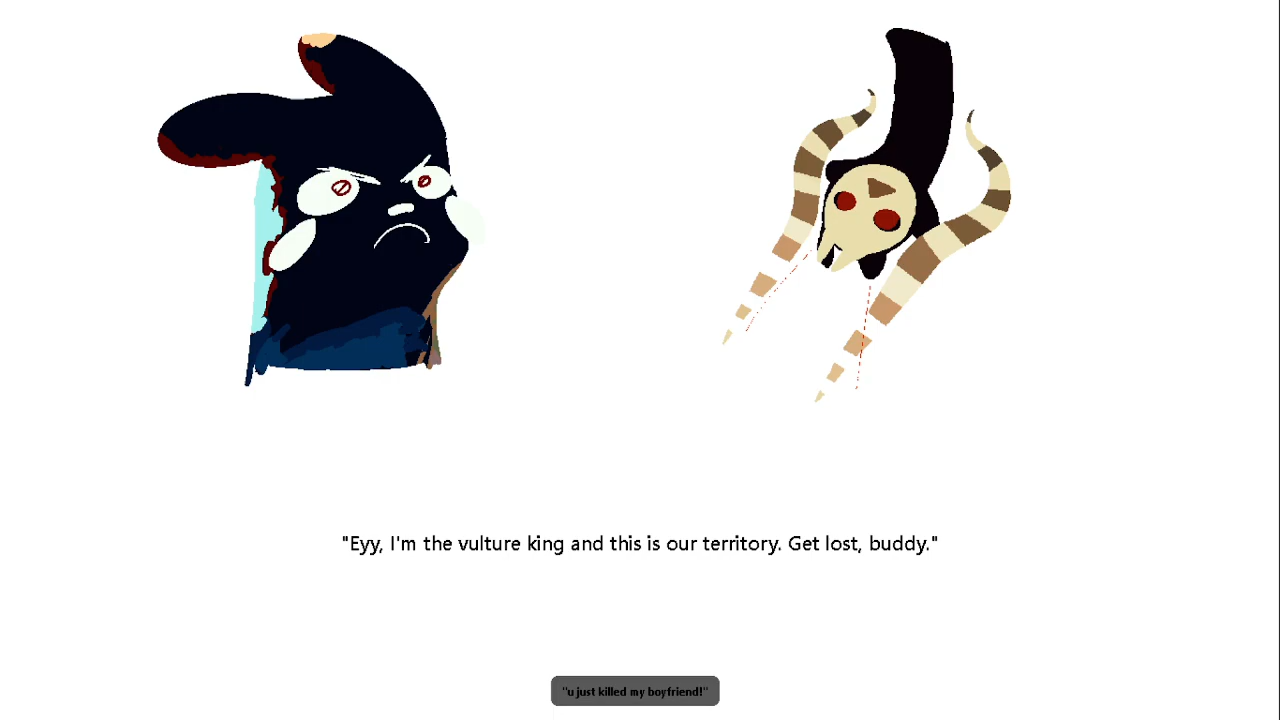 "Eyy, I'm the vulture king and this is our territory. Get lost, buddy."
"u just killed my boyfriend!"